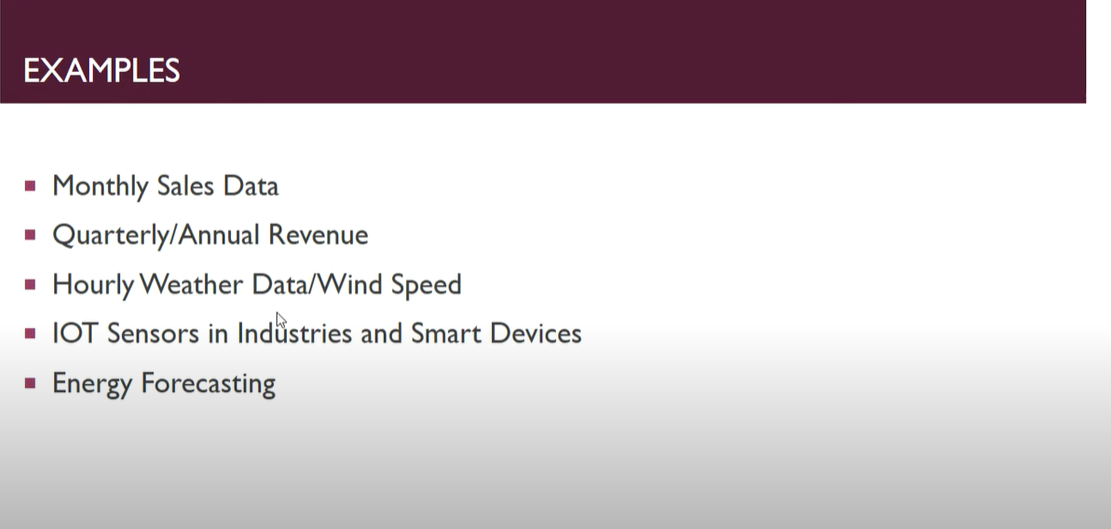 EXAMPLES
Monthly Sales Data
Quarterly/Annual Revenue
Hourly Weather Data/Wind Speed
IOT Sensors in Industries and Smart Devices
Energy Forecasting